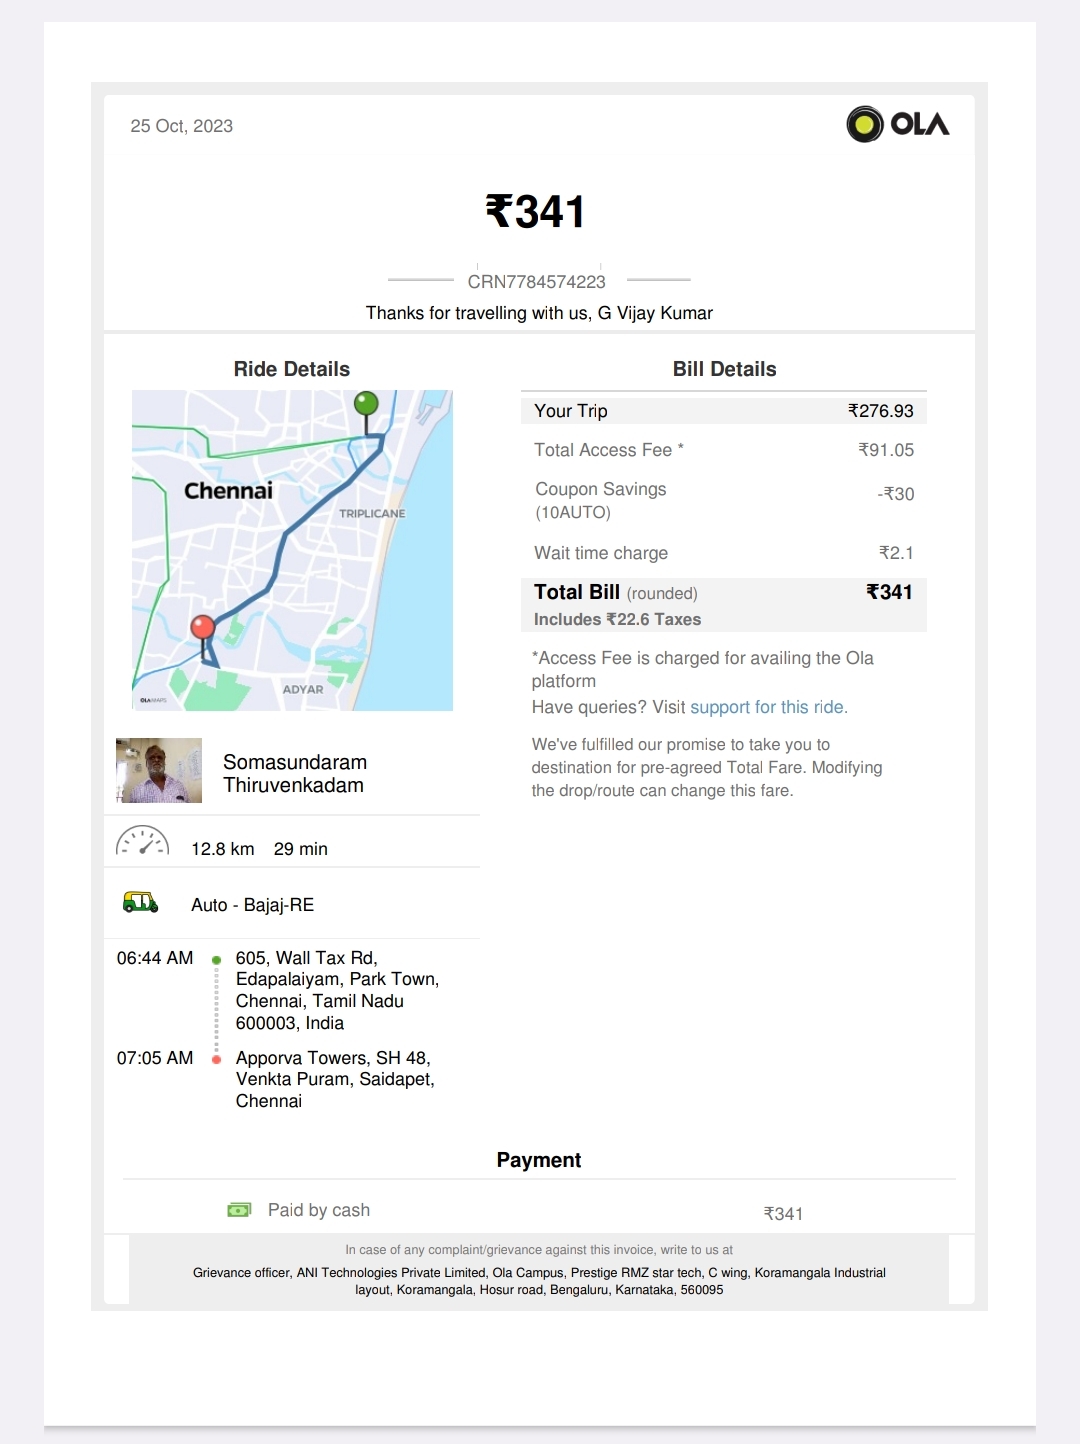 25 Oct, 2023
OLA
₹341
CRN7784574223
Thanks for travelling with us, G Vijay Kumar
Ride Details
Chennai
TRIPLICANE
ADYAR
OLA MAPS
Somasundaram
Thiruvenkadam
12.8 km 29 min
Auto - Bajaj-RE
06:44 AM 605, Wall Tax Rd,
Edapalaiyam, Park Town,
Chennai, Tamil Nadu
600003, India
07:05 AM Apporva Towers, SH 48,
Venkta Puram, Saidapet,
Chennai
Bill Details
Your Trip ₹276.93
Total Access Fee * ₹91.05
Coupon Savings -₹30
(10AUTO)
Wait time charge ₹2.1
Total Bill (rounded) ₹341
Includes ₹22.6 Taxes
*Access Fee is charged for availing the Ola
platform
Have queries? Visit support for this ride.
We've fulfilled our promise to take you to
destination for pre-agreed Total Fare. Modifying
the drop/route can change this fare.
Payment
Paid by cash ₹341
In case of any complaint/grievance against this invoice, write to us at
Grievance officer, ANI Technologies Private Limited, Ola Campus, Prestige RMZ star tech, C wing, Koramangala Industrial
layout, Koramangala, Hosur road, Bengaluru, Karnataka, 560095